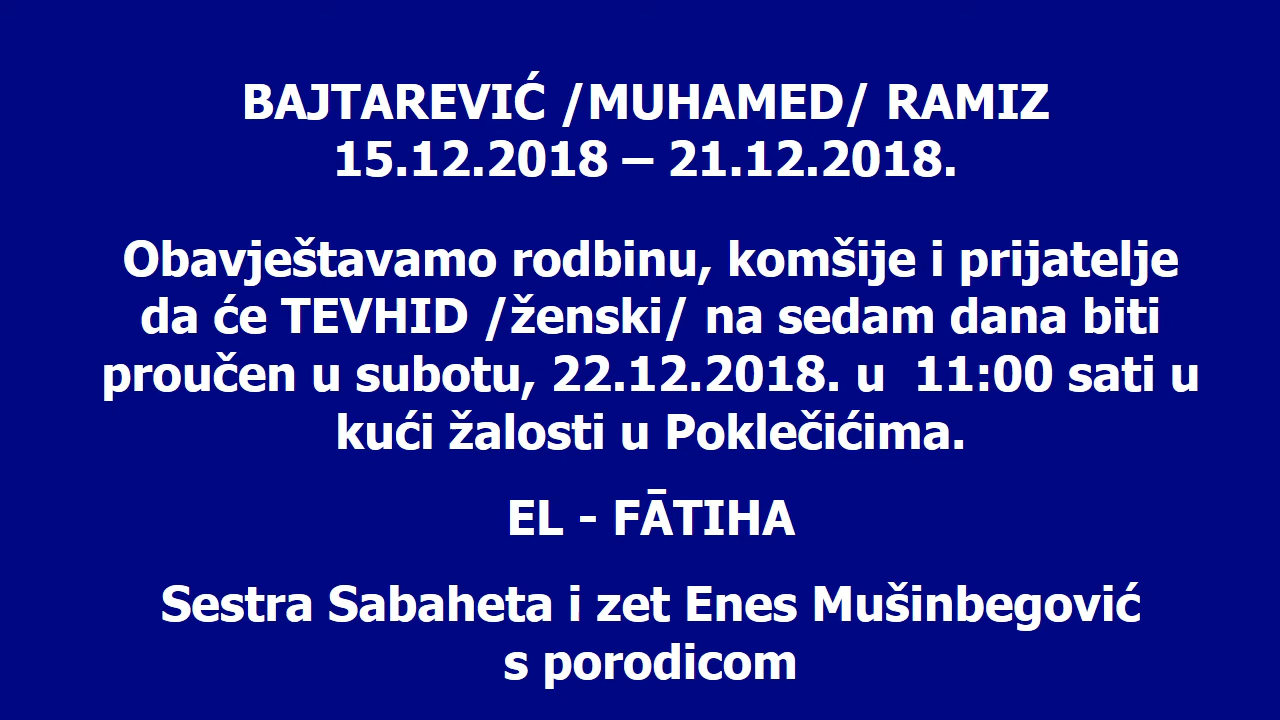 BAJTAREVIĆ /MUHAMED/ RAMIZ
15.12.2018 – 21.12.2018.
Obavještavamo rodbinu, komšije i prijatelje
da će TEVHID /ženski/ na sedam dana biti
proučen u subotu, 22.12.2018. u  11:00 sati u
kući žalosti u Poklečićima.
EL - FĀTIHA
Sestra Sabaheta i zet Enes Mušinbegović
s porodicom